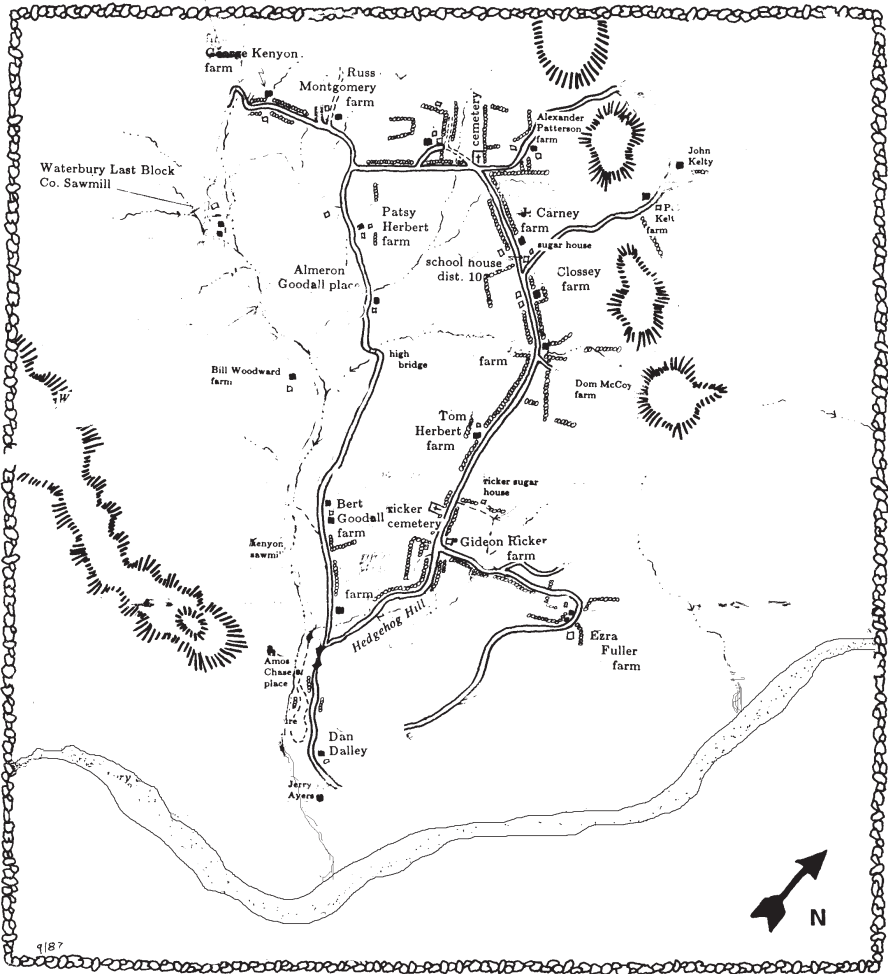 George Kenyon
farm
Russ
Montgomery
farm
cemetery
Alexander
Patterson
farm
John
Kelty
Waterbury Last Block
Co. Sawmill
P.
Kelt
farm
Patsy
Herbert
farm
J. Carney
farm
sugar house
school house
dist. 10
Clossey
farm
Almeron
Goodall place
high
bridge
farm
Bill Woodward
farm
Dom McCoy
farm
Tom
Herbert
farm
ricker sugar
house
Bert
Goodall
farm
ricker
cemetery
Kenyon
sawmi
Gideon Ricker
farm
farm
Hedgehog Hill
Ezra
Fuller
farm
Amos
Chase
place
Dan
Dalley
Jerry
Ayers
N
9/87